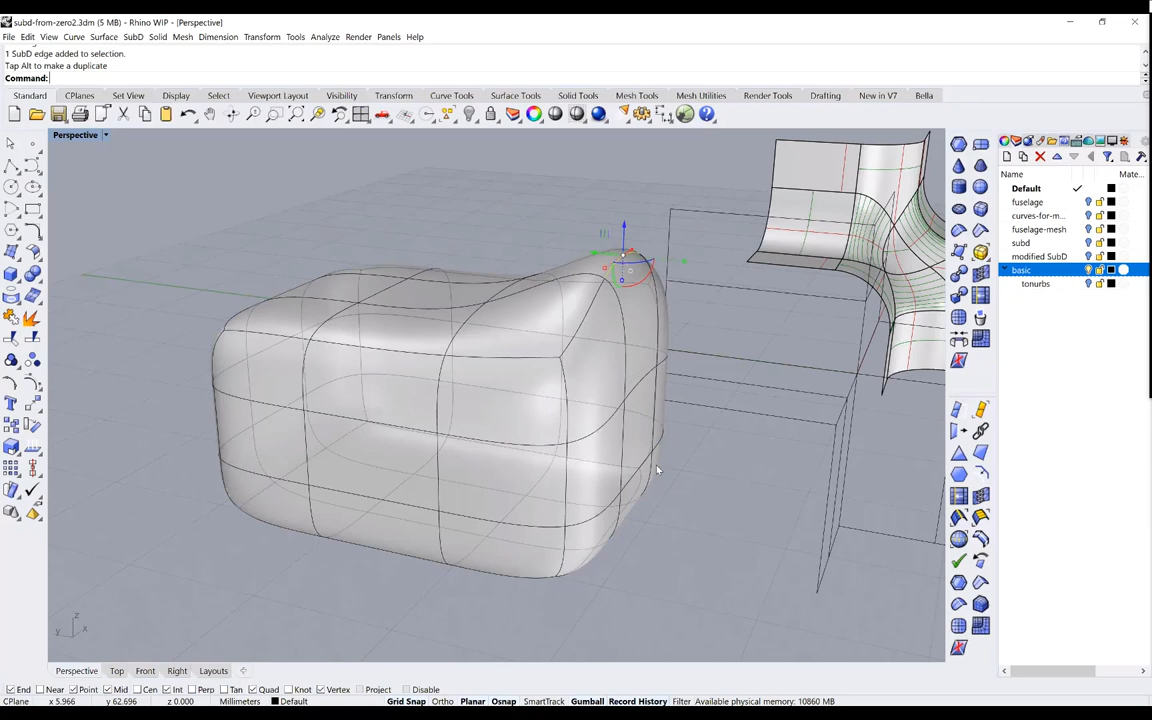 subd-from-zero2.3dm (5 MB) - Rhino WIP - [Perspective]
File Edit View Curve Surface SubD Solid Mesh Dimension Transform Tools Analyze Render Panels Help
1 SubD edge added to selection.
Tap Alt to make a duplicate
Command:
Standard CPlanes Set View Display Select Viewport Layout Visibility Transform Curve Tools Surface Tools Solid Tools Mesh Tools Mesh Utilities Render Tools Drafting New in V7 Bella
Perspective
Name Mate...
Default
fuselage
curves-for-m...
fuselage-mesh
subd
modified SubD
basic
tonurbs
z
y x
Perspective Top Front Right Layouts
End Near Point Mid Cen Int Perp Tan Quad Knot Vertex Project Disable
CPlane x 5.966 y 62.696 z 0.000 Millimeters Default Grid Snap Ortho Planar Osnap SmartTrack Gumball Record History Filter Available physical memory: 10860 MB